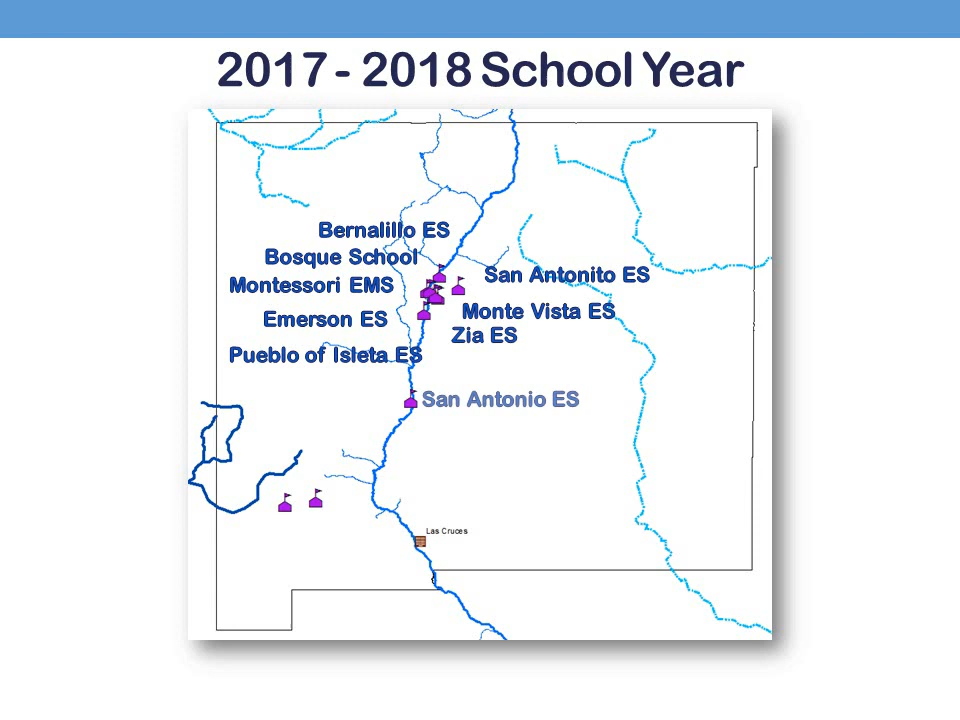 2017 - 2018 School Year
Bernalillo ES
Bosque School
San Antonito ES
Montessori EMS
Monte Vista ES
Emerson ES
Zia ES
Pueblo of Isleta ES
San Antonio ES
Las Cruces